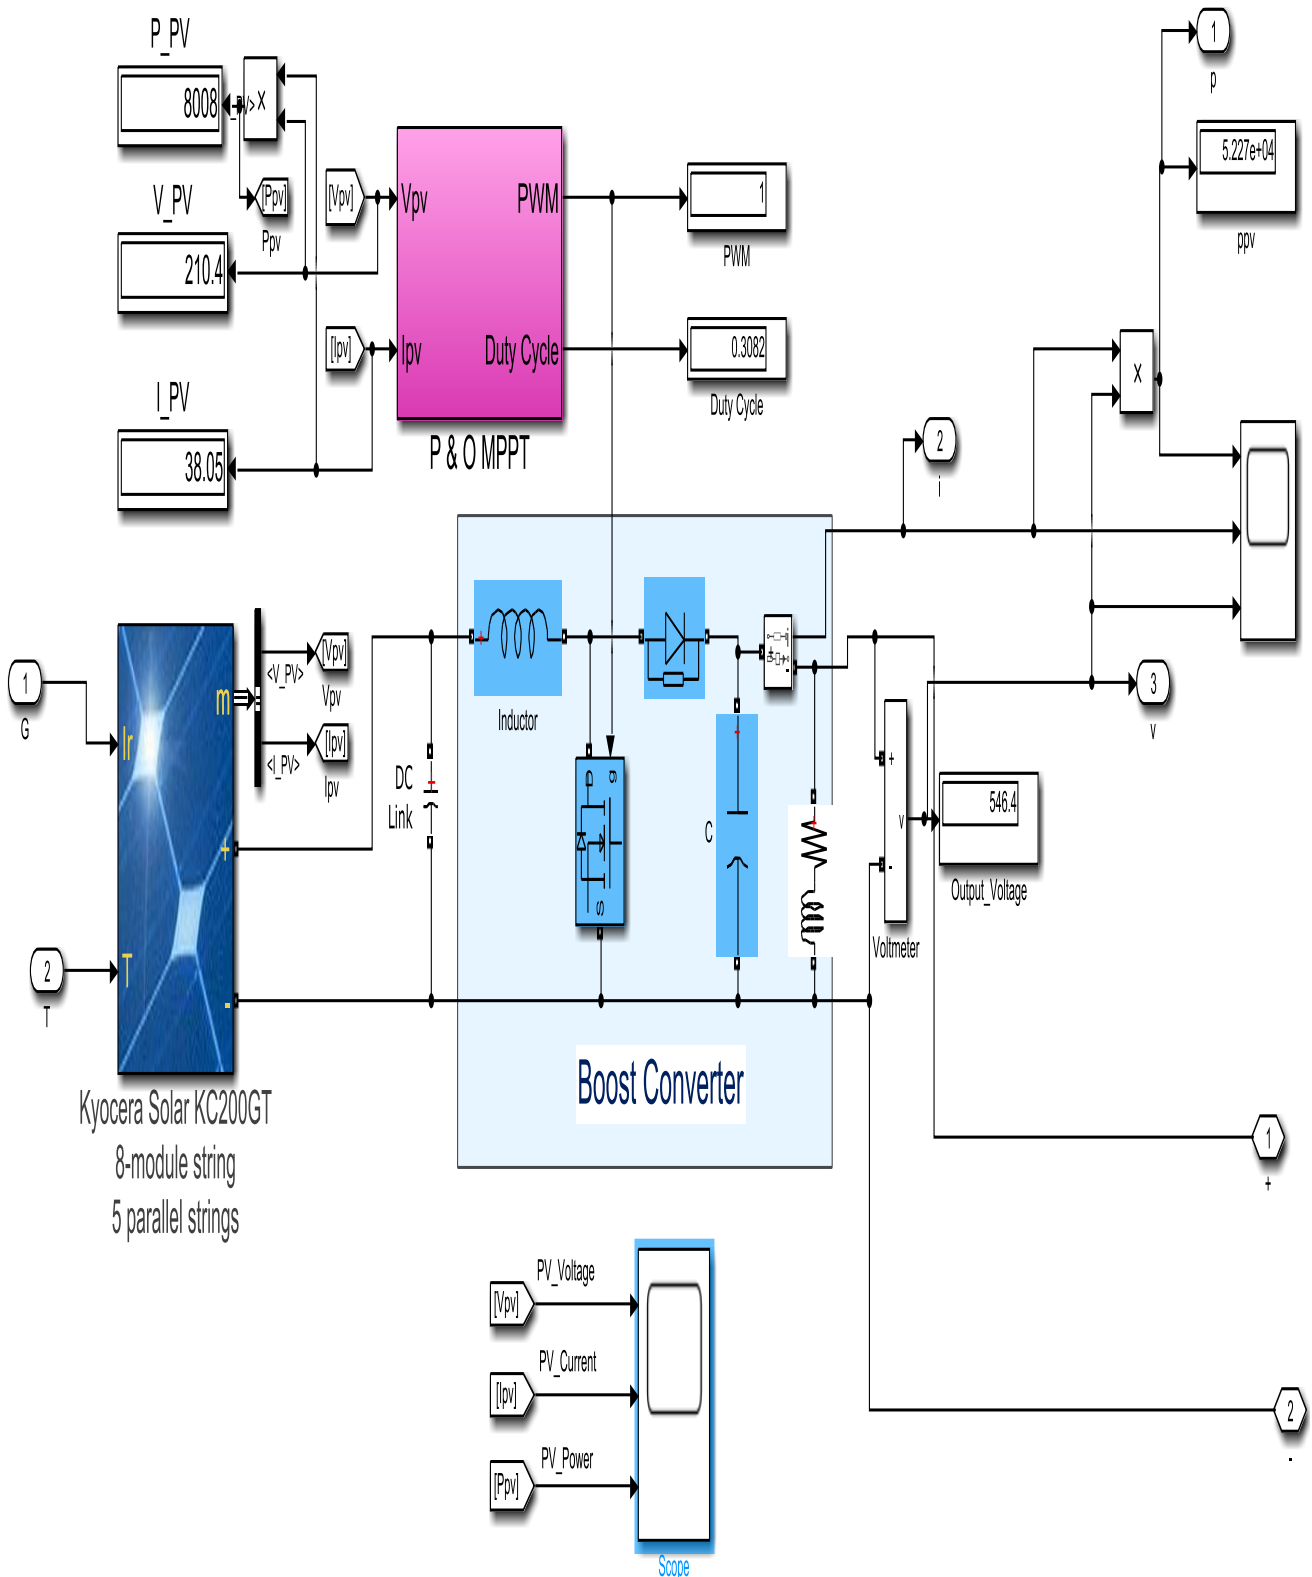 P_PV
8008
_PV>
×
[Ppv]
Ppv
V_PV
210.4
I_PV
38.05
[Vpv]
[Ipv]
Vpv
PWM
Ipv
Duty Cycle
P & O MPPT
1
PWM
0.3082
Duty Cycle
1
p
5.227e+04
ppv
×
2
i
3
v
1
G
2
T
Ir
T
m
+
-
<V_PV>
<I_PV>
[Vpv]
Vpv
[Ipv]
Ipv
Kyocera Solar KC200GT
8-module string
5 parallel strings
DC
Link
+
Inductor
g
D
S
C
+
-
v
Voltmeter
546.4
Output_Voltage
Boost Converter
1
+
2
-
PV_Voltage
[Vpv]
PV_Current
[Ipv]
PV_Power
[Ppv]
Scope